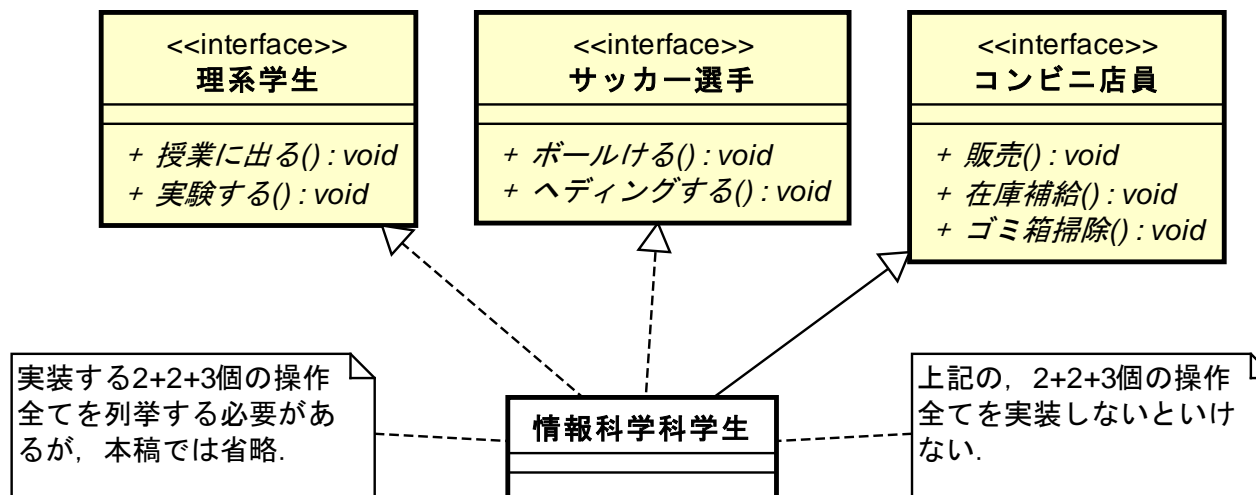 <<interface>>
理系学生
+ 授業に出る() : void
+ 実験する() : void
<<interface>>
サッカー選手
+ ボールける() : void
+ ヘディングする() : void
<<interface>>
コンビニ店員
+ 販売() : void
+ 在庫補給() : void
+ ゴミ箱掃除() : void
実装する2+2+3個の操作
全てを列挙する必要があ
るが，本稿では省略.
情報科学科学生
上記の，2+2+3個の操作
全てを実装しないといけ
ない.